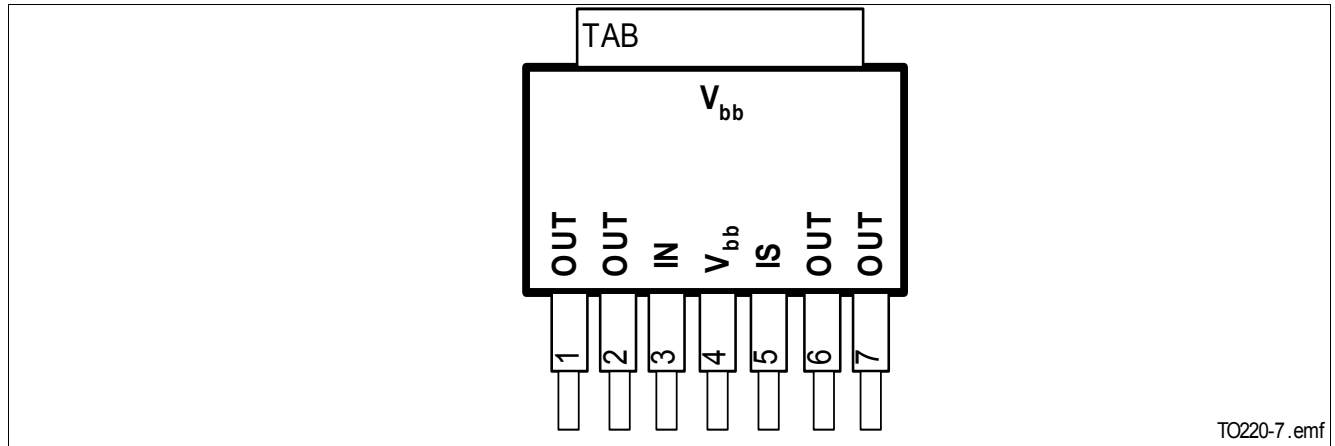 TAB
Vbb
OUT OUT IN Vbb IS OUT OUT
1 2 3 4 5 6 7
TO220-7.emf